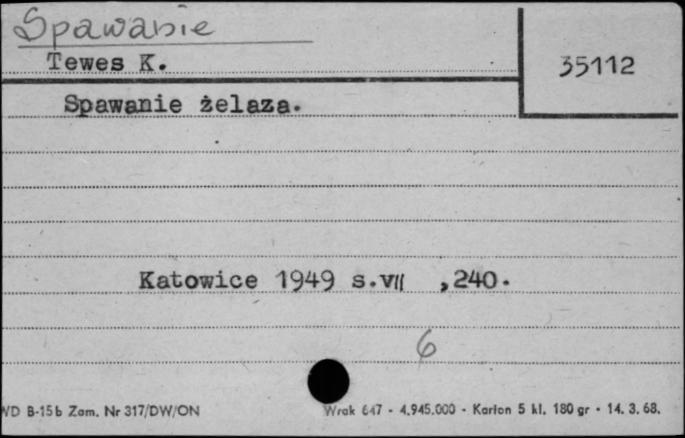 Spawanie
Tewes K.
35112
Spawanie żelaza.
Katowice 1949 s.VII ,240.
6
WD B-15b Zam. Nr 317/DW/ON Wrak 647 - 4.945.000 - Karton 5 kl. 180 gr - 14. 3. 68.